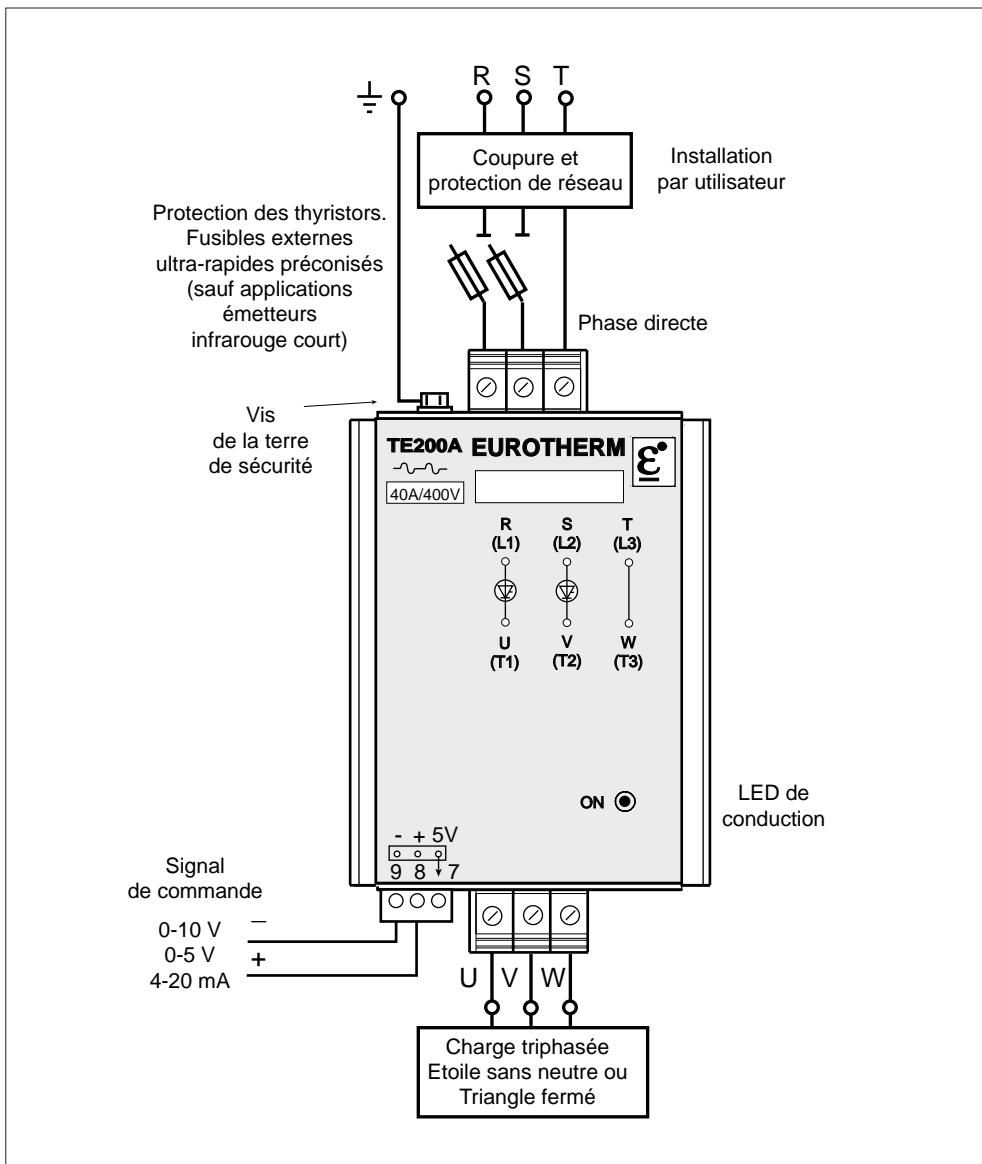 R S T
Coupure et
protection de réseau
Installation
par utilisateur
Protection des thyristors.
Fusibles externes
ultra-rapides préconisés
(sauf applications
émetteurs
infrarouge court)
Phase directe
Vis
de la terre
de sécurité
TE200A EUROTHERM
40A/400V
R S T
(L1) (L2) (L3)
U V W
(T1) (T2) (T3)
ON
LED de
conduction
- + 5V
9 8 7
Signal
de commande
0-10 V −
0-5 V +
4-20 mA
U V W
Charge triphasée
Etoile sans neutre ou
Triangle fermé